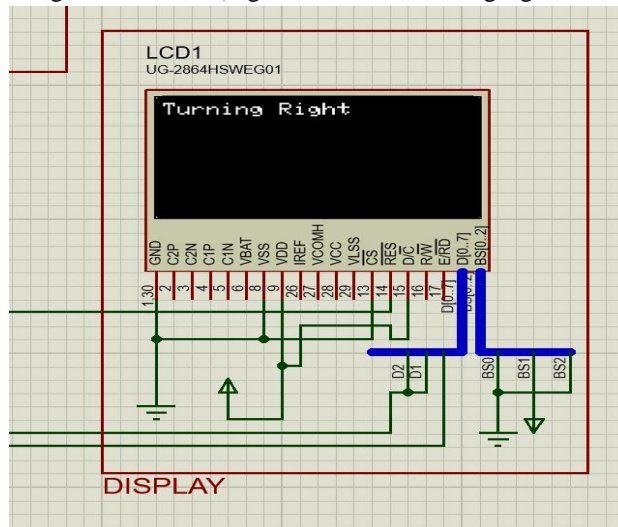 LCD1
UG-2864HSWEG01
Turning Right
GND
C2P
C2N
C1P
C1N
VBAT
VSS
VDD
IREF
VCOMH
VCC
VLSS
CS
RES
D/C
R/W
E/RD
D[0..7]
BS[0..2]
1.30
2
3
4
5
6
8
9
26
27
28
29
13
14
15
16
17
D[0..7]
D2
D1
BS0
BS1
BS2
DISPLAY